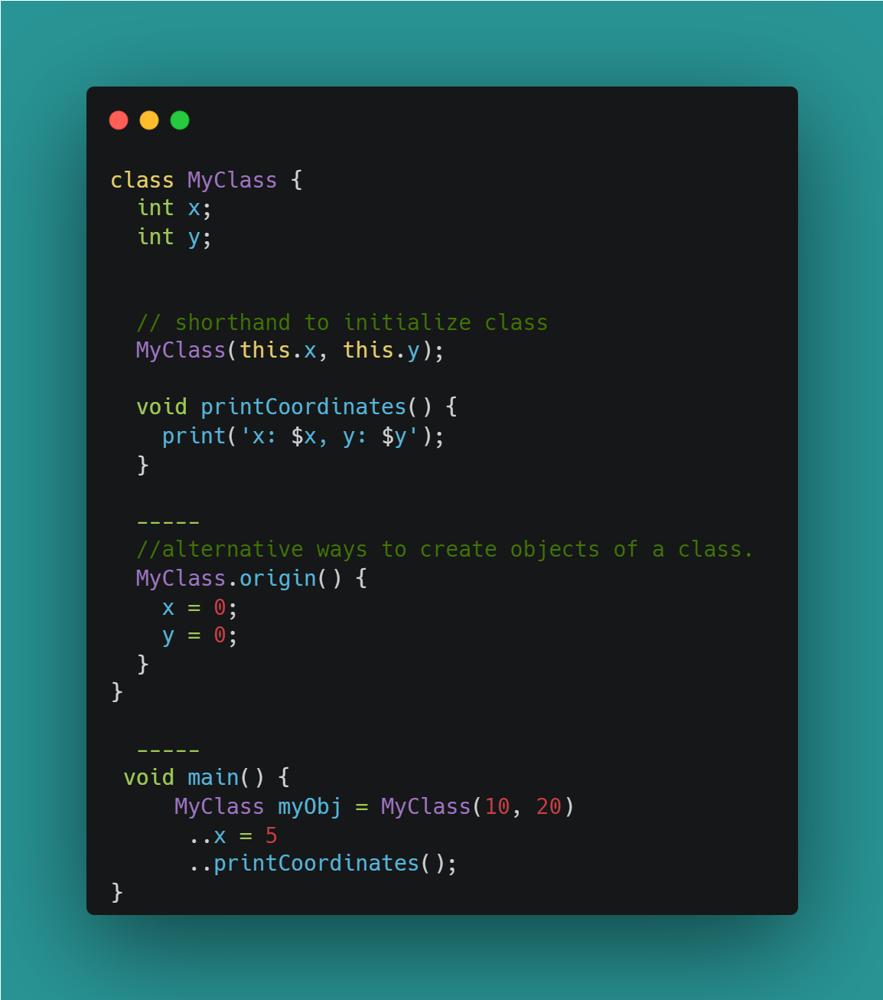 class MyClass {
  int x;
  int y;
  // shorthand to initialize class
  MyClass(this.x, this.y);
  void printCoordinates() {
    print('x: $x, y: $y');
  }
  -----
  //alternative ways to create objects of a class.
  MyClass.origin() {
    x = 0;
    y = 0;
  }
}
  -----
 void main() {
     MyClass myObj = MyClass(10, 20)
      ..x = 5
      ..printCoordinates();
}